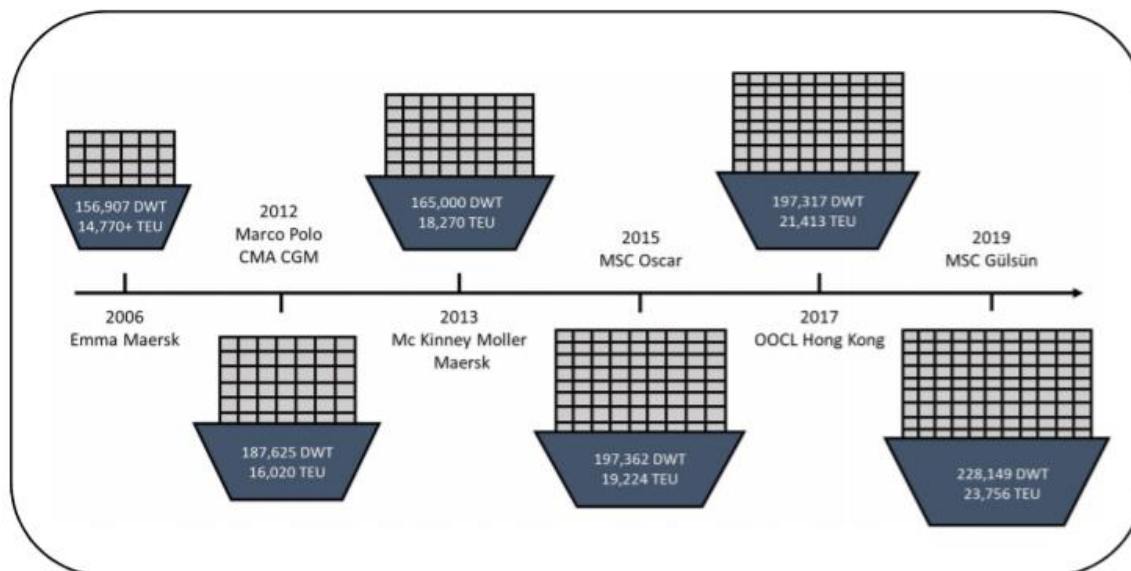 156,907 DWT
14,770+ TEU
2006
Emma Maersk
2012
Marco Polo
CMA CGM
187,625 DWT
16,020 TEU
165,000 DWT
18,270 TEU
2013
Mc Kinney Moller
Maersk
2015
MSC Oscar
197,362 DWT
19,224 TEU
197,317 DWT
21,413 TEU
2017
OOCL Hong Kong
2019
MSC Gülsün
228,149 DWT
23,756 TEU